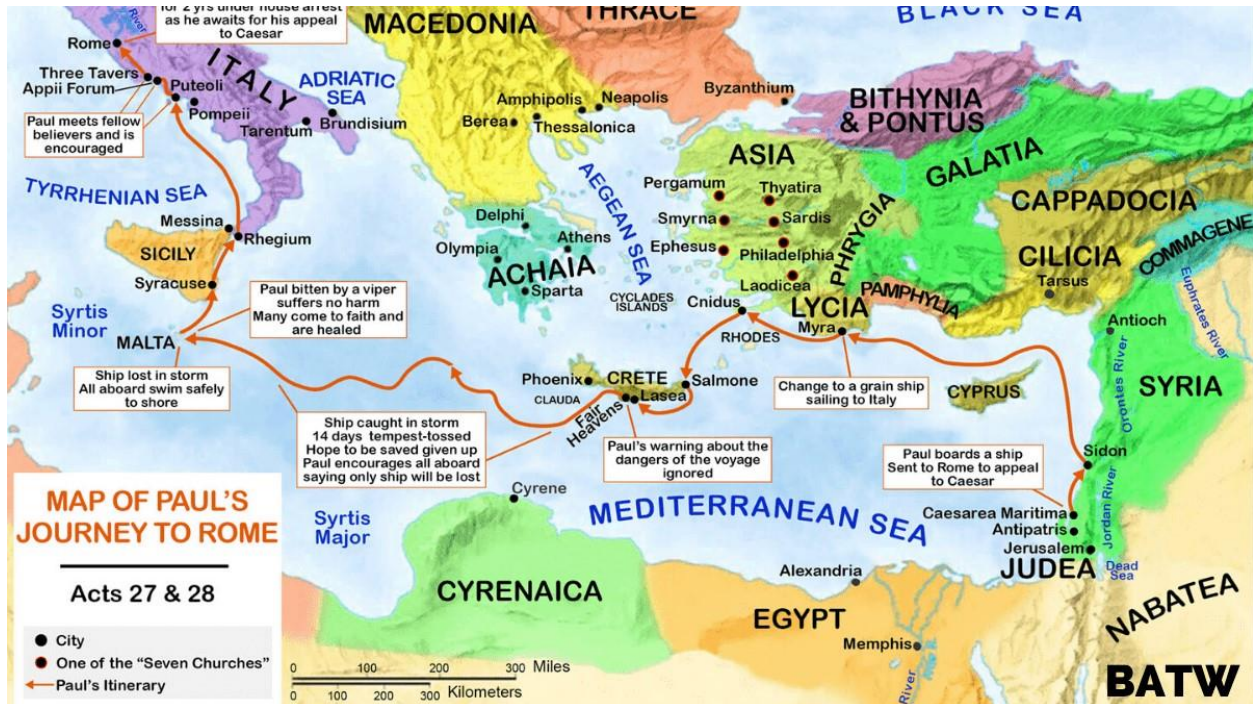 for 2 yrs under house arrest
as he awaits for his appeal
to Caesar
MACEDONIA
THRACE
BLACK SEA
River
Rome
ITALY
ADRIATIC
SEA
Three Tavers
Appii Forum
Puteoli
Pompeii
Tarentum
Brundisium
Paul meets fellow
believers and is
encouraged
TYRRHENIAN SEA
Messina
Rhegium
SICILY
Syracuse
Amphipolis
Neapolis
Berea
Thessalonica
Byzanthium
BITHYNIA
& PONTUS
GALATIA
ASIA
Pergamum
Thyatira
Smyrna
Sardis
Ephesus
Philadelphia
Laodicea
PHRYGIA
CAPPADOCIA
CILICIA
Tarsus
COMMAGENE
Euphrates River
AEGEAN SEA
Delphi
Olympia
Athens
ACHAIA
Sparta
CYCLADES
ISLANDS
Cnidus
LYCIA
Myra
PAMPHYLIA
RHODES
Antioch
Orontes River
SYRIA
Syrtis
Minor
MALTA
Paul bitten by a viper
suffers no harm
Many come to faith and
are healed
Ship lost in storm
All aboard swim safely
to shore
Phoenix
CRETE
Salmone
CLAUDA
Lasea
Fair
Heavens
Change to a grain ship
sailing to Italy
CYPRUS
Ship caught in storm
14 days tempest-tossed
Hope to be saved given up
Paul encourages all aboard
saying only ship will be lost
Paul's warning about the
dangers of the voyage
ignored
Paul boards a ship
Sent to Rome to appeal
to Caesar
Sidon
Caesarea Maritima
Antipatris
Jerusalem
Jordan River
JUDEA
Dead
Sea
NABATEA
MEDITERRANEAN SEA
Cyrene
Syrtis
Major
CYRENAICA
Alexandria
EGYPT
Memphis
River
MAP OF PAUL'S
JOURNEY TO ROME
Acts 27 & 28
City
One of the "Seven Churches"
Paul's Itinerary
0 100 200 300 Miles
0 100 200 300 Kilometers
BATW